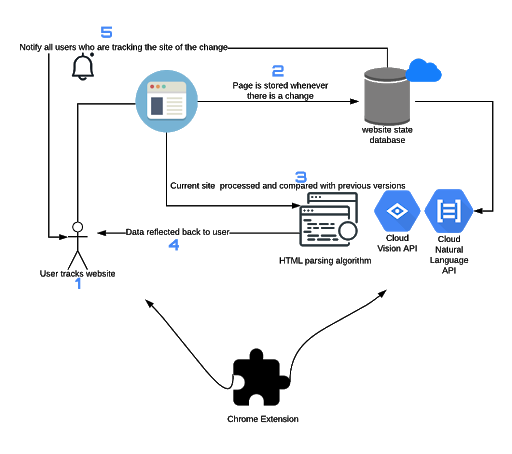 5
Notify all users who are tracking the site of the change
2
Page is stored whenever
there is a change
website state
database
3
Current site processed and compared with previous versions
Data reflected back to user
4
Cloud
Vision API
Cloud
Natural
Language
API
HTML parsing algorithm
User tracks website
1
Chrome Extension